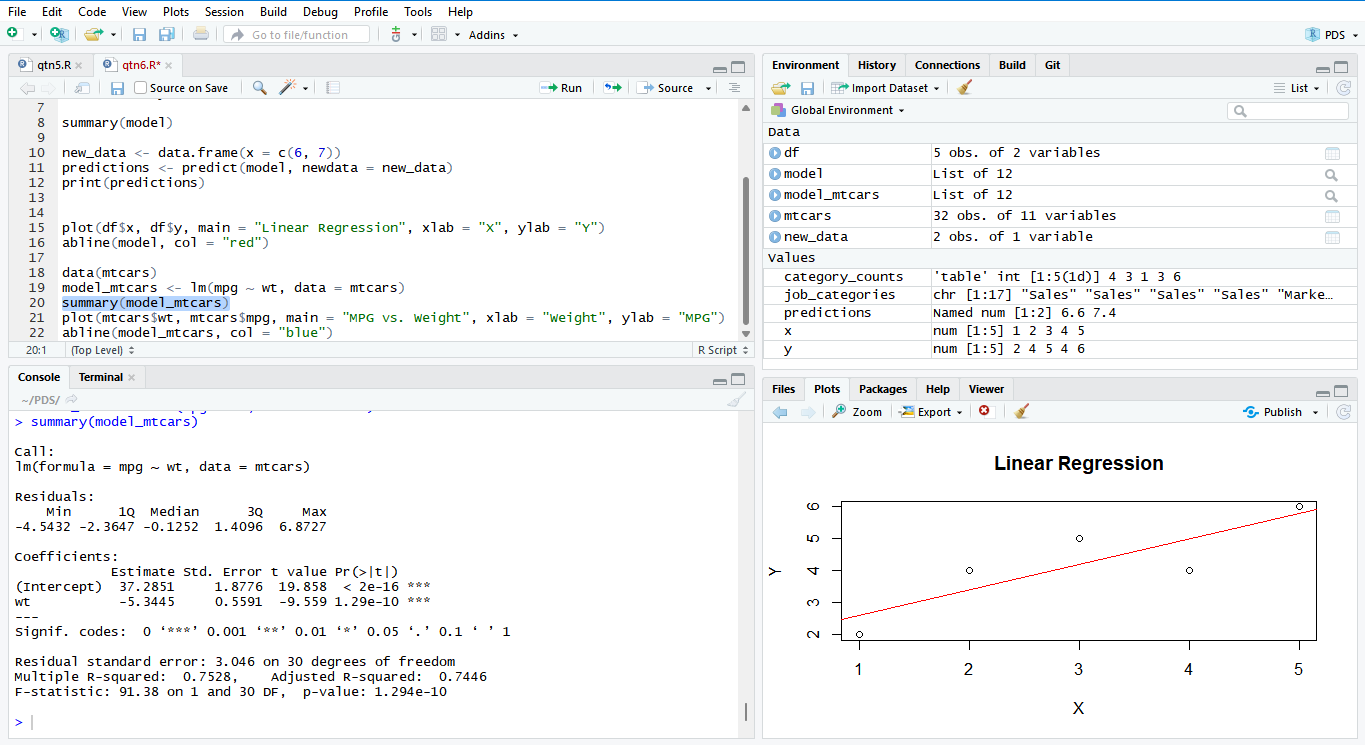 File Edit Code View Plots Session Build Debug Profile Tools Help
Go to file/function Addins PDS
qtn5.R qtn6.R*
Source on Save Run Source
7
8 summary(model)
9
10 new_data <- data.frame(x = c(6, 7))
11 predictions <- predict(model, newdata = new_data)
12 print(predictions)
13
14
15 plot(df$x, df$y, main = "Linear Regression", xlab = "X", ylab = "Y")
16 abline(model, col = "red")
17
18 data(mtcars)
19 model_mtcars <- lm(mpg ~ wt, data = mtcars)
20 summary(model_mtcars)
21 plot(mtcars$wt, mtcars$mpg, main = "MPG vs. Weight", xlab = "Weight", ylab = "MPG")
22 abline(model_mtcars, col = "blue")
20:1 (Top Level) R Script
Console Terminal
~/PDS/
> summary(model_mtcars)
Call:
lm(formula = mpg ~ wt, data = mtcars)
Residuals:
    Min      1Q  Median      3Q     Max
-4.5432 -2.3647 -0.1252  1.4096  6.8727
Coefficients:
            Estimate Std. Error t value Pr(>|t|)
(Intercept)  37.2851     1.8776  19.858  < 2e-16 ***
wt           -5.3445     0.5591  -9.559 1.29e-10 ***
---
Signif. codes:  0 ‘***’ 0.001 ‘**’ 0.01 ‘*’ 0.05 ‘.’ 0.1 ‘ ’ 1
Residual standard error: 3.046 on 30 degrees of freedom
Multiple R-squared:  0.7528,    Adjusted R-squared:  0.7446
F-statistic: 91.38 on 1 and 30 DF,  p-value: 1.294e-10
>
Environment History Connections Build Git
Import Dataset List
Global Environment
Data
df 5 obs. of 2 variables
model List of 12
model_mtcars List of 12
mtcars 32 obs. of 11 variables
new_data 2 obs. of 1 variable
Values
category_counts 'table' int [1:5(1d)] 4 3 1 3 6
job_categories chr [1:17] "Sales" "Sales" "Sales" "Sales" "Marke…
predictions Named num [1:2] 6.6 7.4
x num [1:5] 1 2 3 4 5
y num [1:5] 2 4 5 4 6
Files Plots Packages Help Viewer
Zoom Export Publish
Linear Regression
6
5
4
3
2
Y
1 2 3 4 5
X